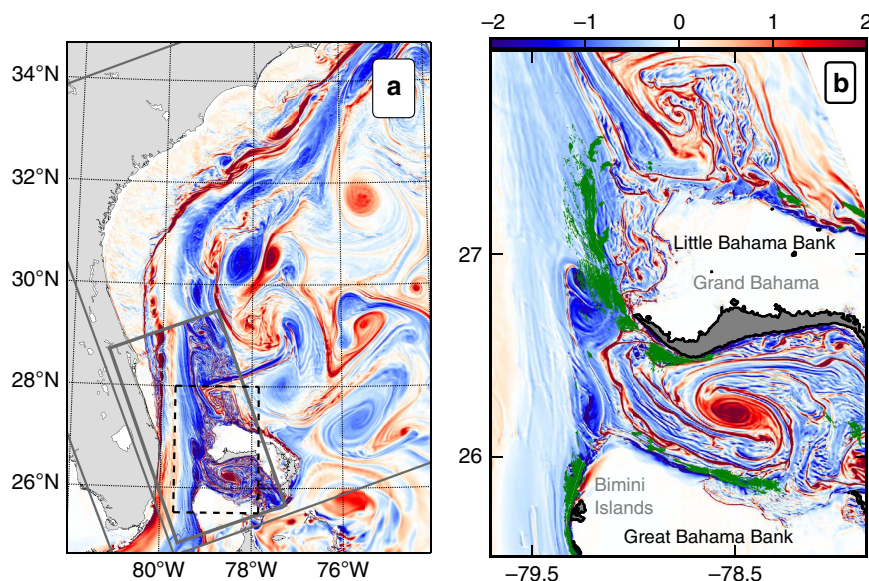 a
34°N
32°N
30°N
28°N
26°N
80°W 78°W 76°W
−2 −1 0 1 2
b
27
26
Little Bahama Bank
Grand Bahama
Bimini
Islands
Great Bahama Bank
−79.5 −78.5